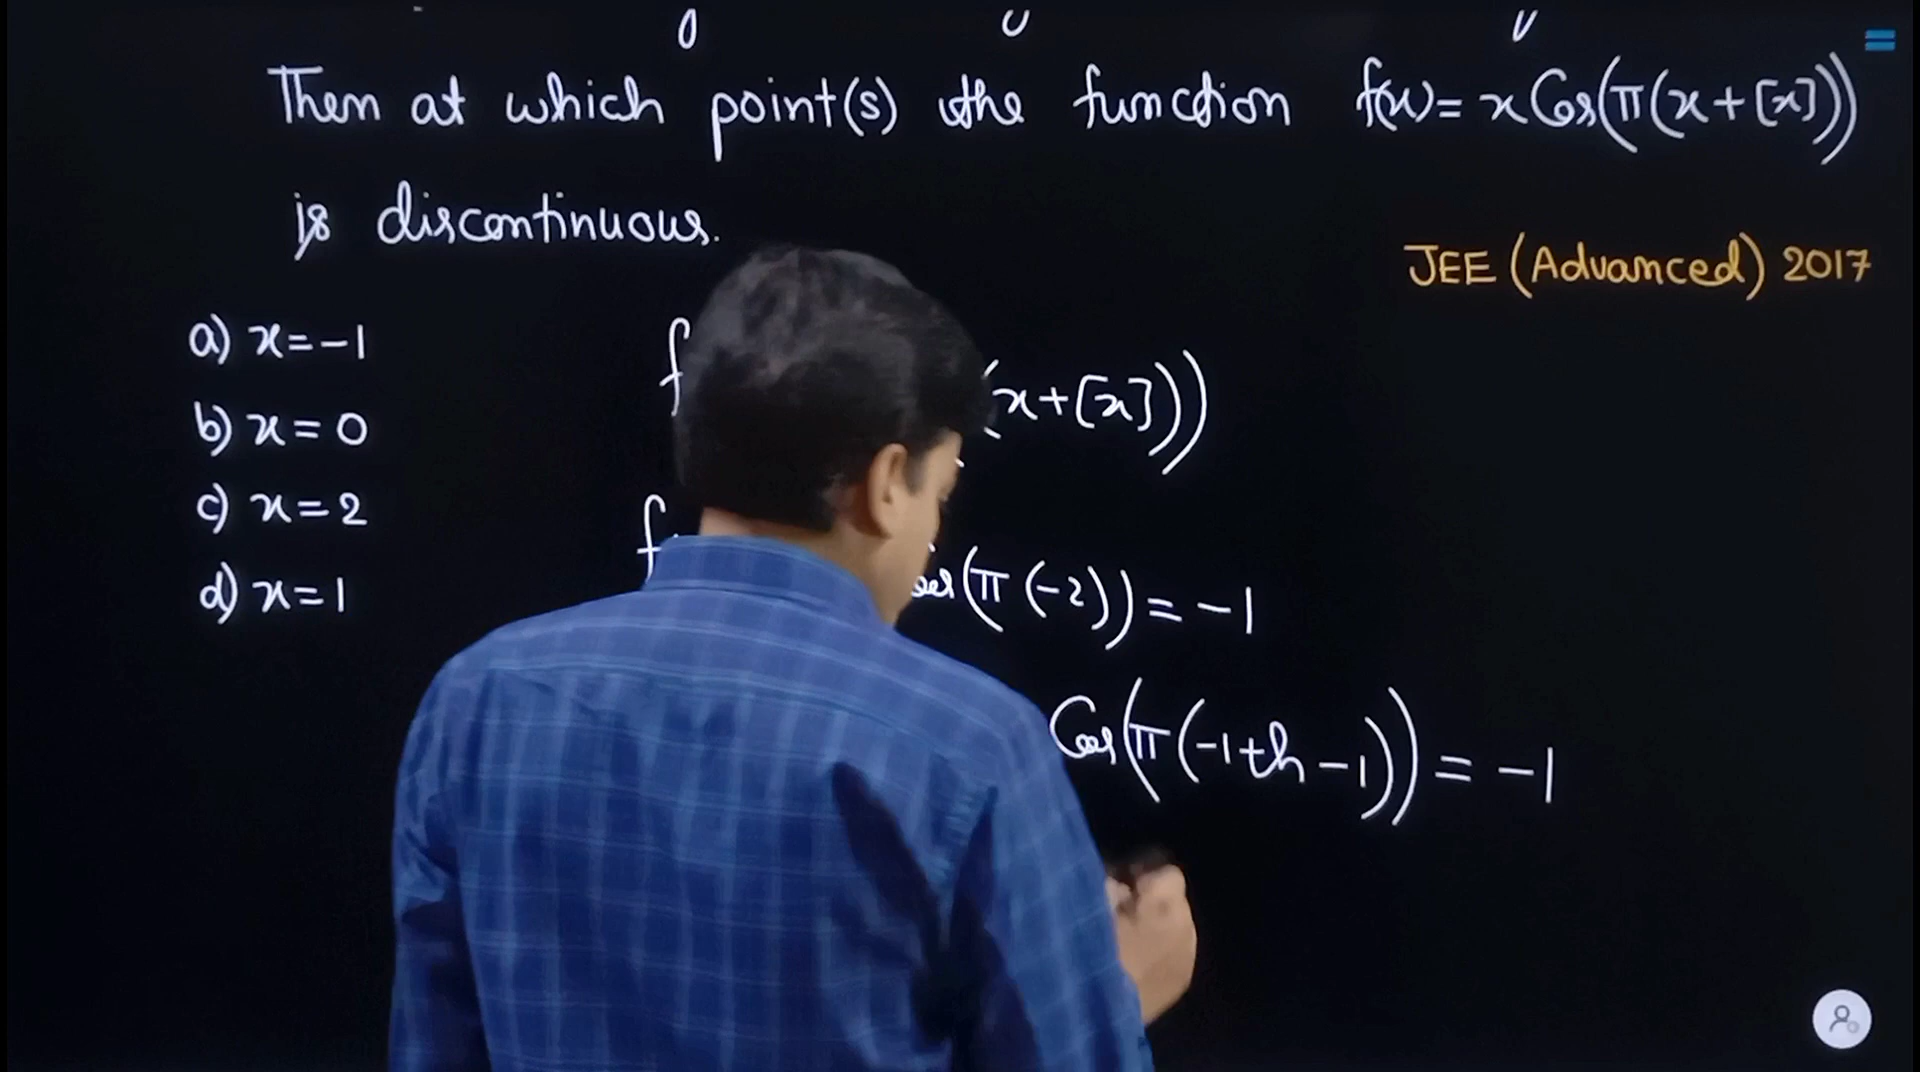 Then at which point(s) the function f(x) = x Cos(π(x+[x]))
is discontinuous.
JEE (Advanced) 2017
a) x=-1
b) x=0
c) x=2
d) x=1
f (x+[x]))
f Cos(π(-2)) = -1
Cos(π(-1+h-1)) = -1